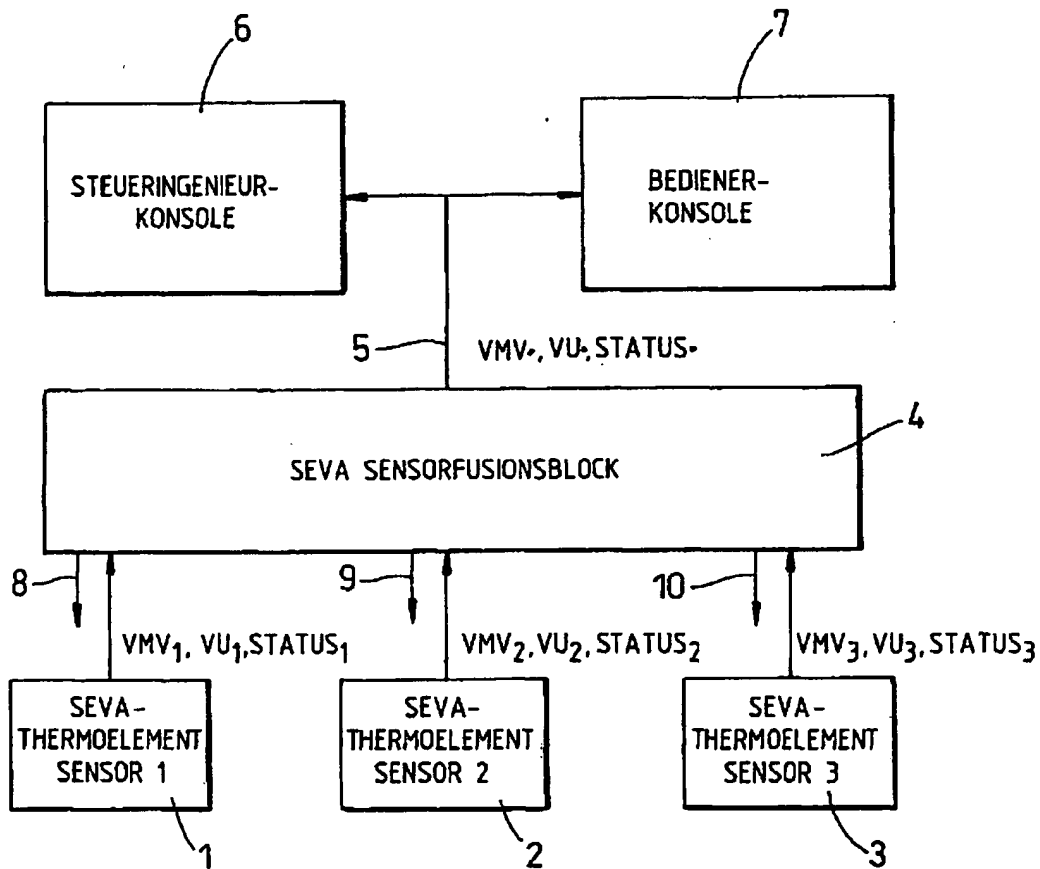 6
7
STEUERINGENIEUR-
KONSOLE
BEDIENER-
KONSOLE
5
VMV*, VU*, STATUS*
4
SEVA SENSORFUSIONSBLOCK
8
9
10
VMV₁, VU₁, STATUS₁
VMV₂, VU₂, STATUS₂
VMV₃, VU₃, STATUS₃
SEVA-
THERMOELEMENT
SENSOR 1
SEVA-
THERMOELEMENT
SENSOR 2
SEVA-
THERMOELEMENT
SENSOR 3
1
2
3